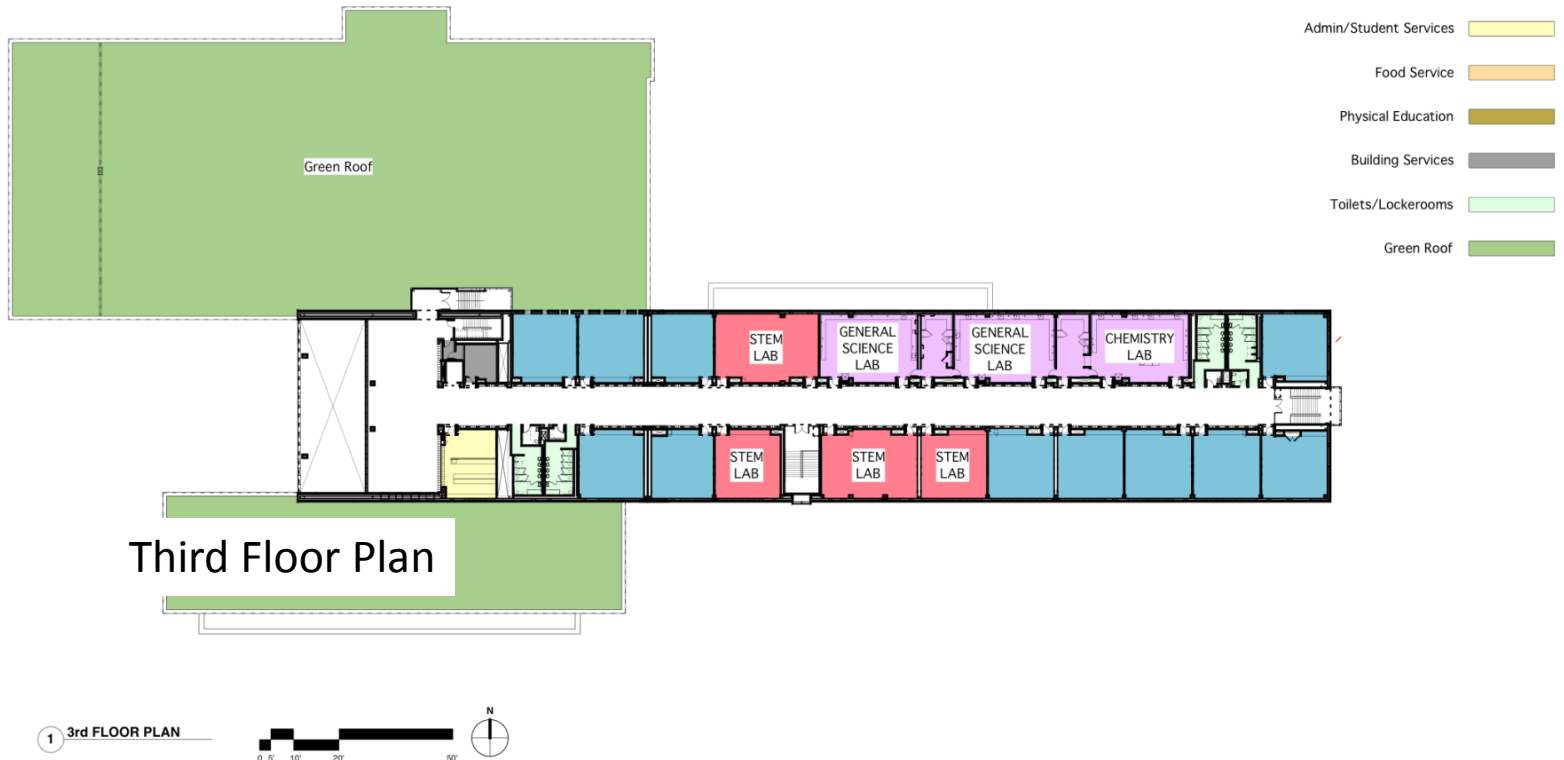 Admin/Student Services
Food Service
Physical Education
Building Services
Toilets/Lockerooms
Green Roof
Green Roof
STEM
LAB
GENERAL
SCIENCE
LAB
GENERAL
SCIENCE
LAB
CHEMISTRY
LAB
STEM
LAB
STEM
LAB
STEM
LAB
Third Floor Plan
1 3rd FLOOR PLAN
0 5' 10' 20' 50'
N